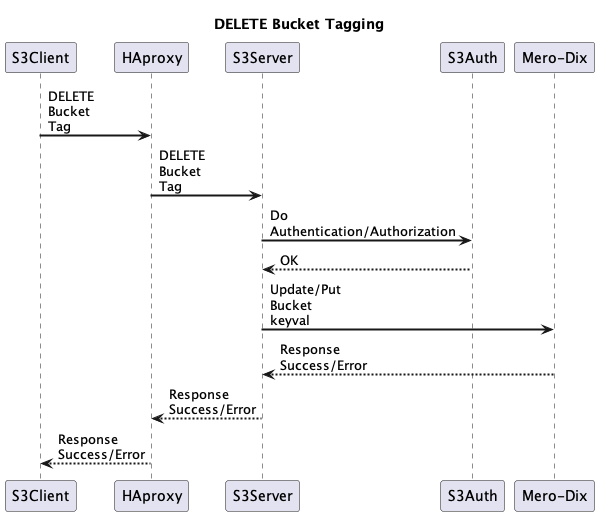 DELETE Bucket Tagging
S3Client
HAproxy
S3Server
S3Auth
Mero-Dix
DELETE
Bucket
Tag
DELETE
Bucket
Tag
Do
Authentication/Authorization
OK
Update/Put
Bucket
keyval
Response
Success/Error
Response
Success/Error
Response
Success/Error
S3Client
HAproxy
S3Server
S3Auth
Mero-Dix